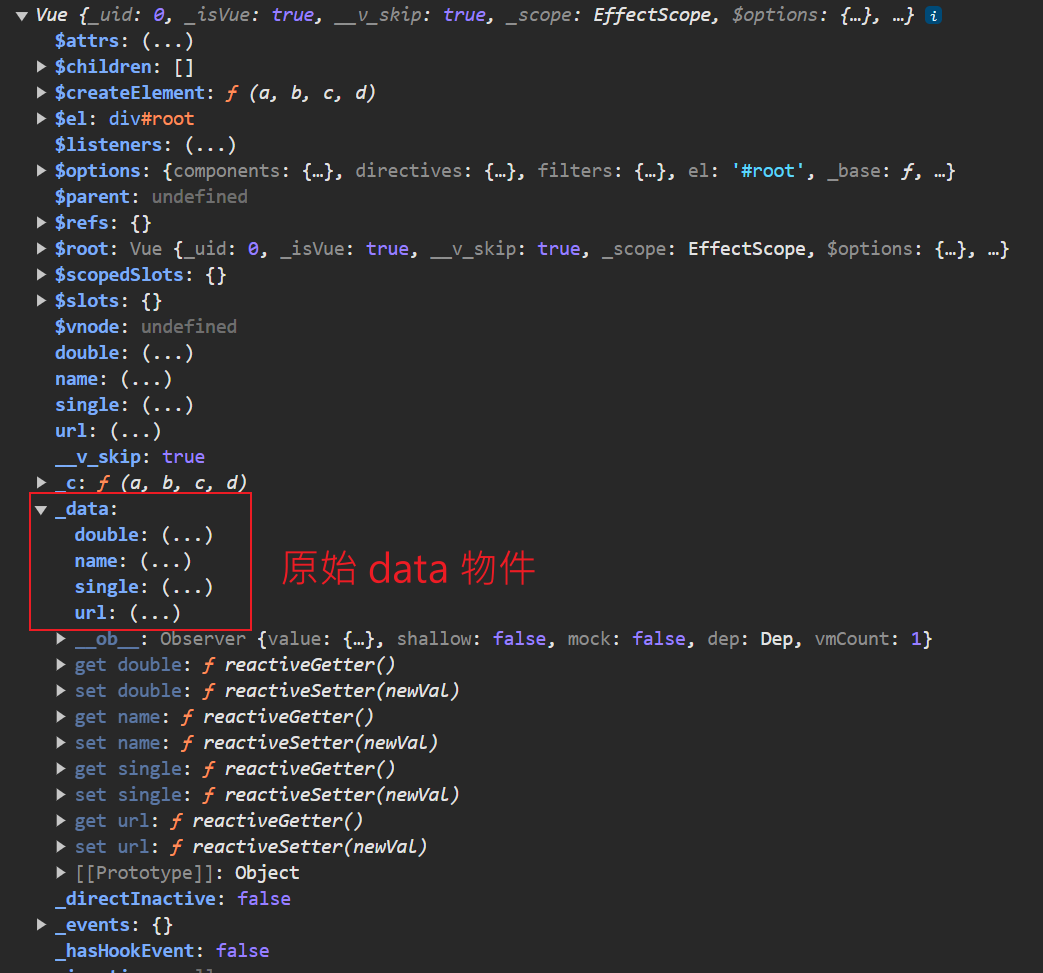 ▼ Vue {_uid: 0, _isVue: true, __v_skip: true, _scope: EffectScope, $options: {…}, …} i
$attrs: (...)
▶ $children: []
▶ $createElement: ƒ (a, b, c, d)
▶ $el: div#root
$listeners: (...)
▶ $options: {components: {…}, directives: {…}, filters: {…}, el: '#root', _base: ƒ, …}
$parent: undefined
▶ $refs: {}
▶ $root: Vue {_uid: 0, _isVue: true, __v_skip: true, _scope: EffectScope, $options: {…}, …}
▶ $scopedSlots: {}
▶ $slots: {}
$vnode: undefined
double: (...)
name: (...)
single: (...)
url: (...)
__v_skip: true
▶ _c: ƒ (a, b, c, d)
▼ _data:
double: (...)
name: (...)
single: (...)
url: (...)
原始 data 物件
▶ __ob__: Observer {value: {…}, shallow: false, mock: false, dep: Dep, vmCount: 1}
▶ get double: ƒ reactiveGetter()
▶ set double: ƒ reactiveSetter(newVal)
▶ get name: ƒ reactiveGetter()
▶ set name: ƒ reactiveSetter(newVal)
▶ get single: ƒ reactiveGetter()
▶ set single: ƒ reactiveSetter(newVal)
▶ get url: ƒ reactiveGetter()
▶ set url: ƒ reactiveSetter(newVal)
▶ [[Prototype]]: Object
_directInactive: false
▶ _events: {}
_hasHookEvent: false